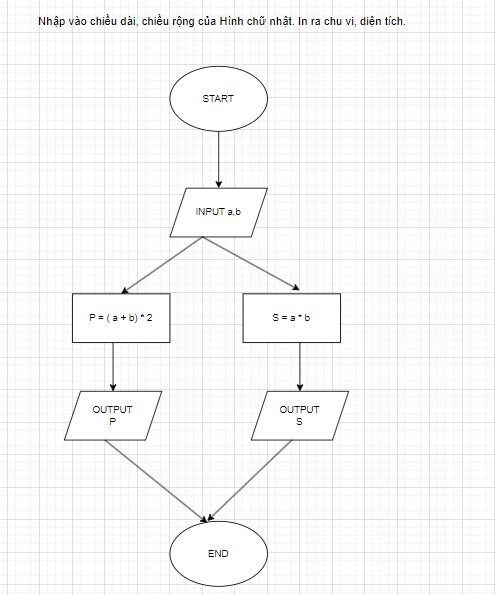 Nhập vào chiều dài, chiều rộng của Hình chữ nhật. In ra chu vi, diện tích.
START
INPUT a,b
P = ( a + b) * 2
S = a * b
OUTPUT
P
OUTPUT
S
END